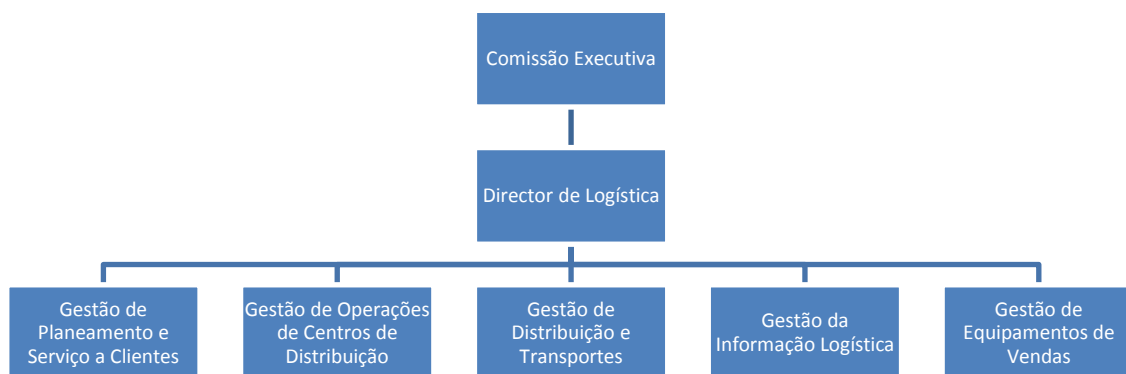 Comissão Executiva
Director de Logística
Gestão de
Planeamento e
Serviço a Clientes
Gestão de Operações
de Centros de
Distribuição
Gestão de
Distribuição e
Transportes
Gestão da
Informação Logística
Gestão de
Equipamentos de
Vendas